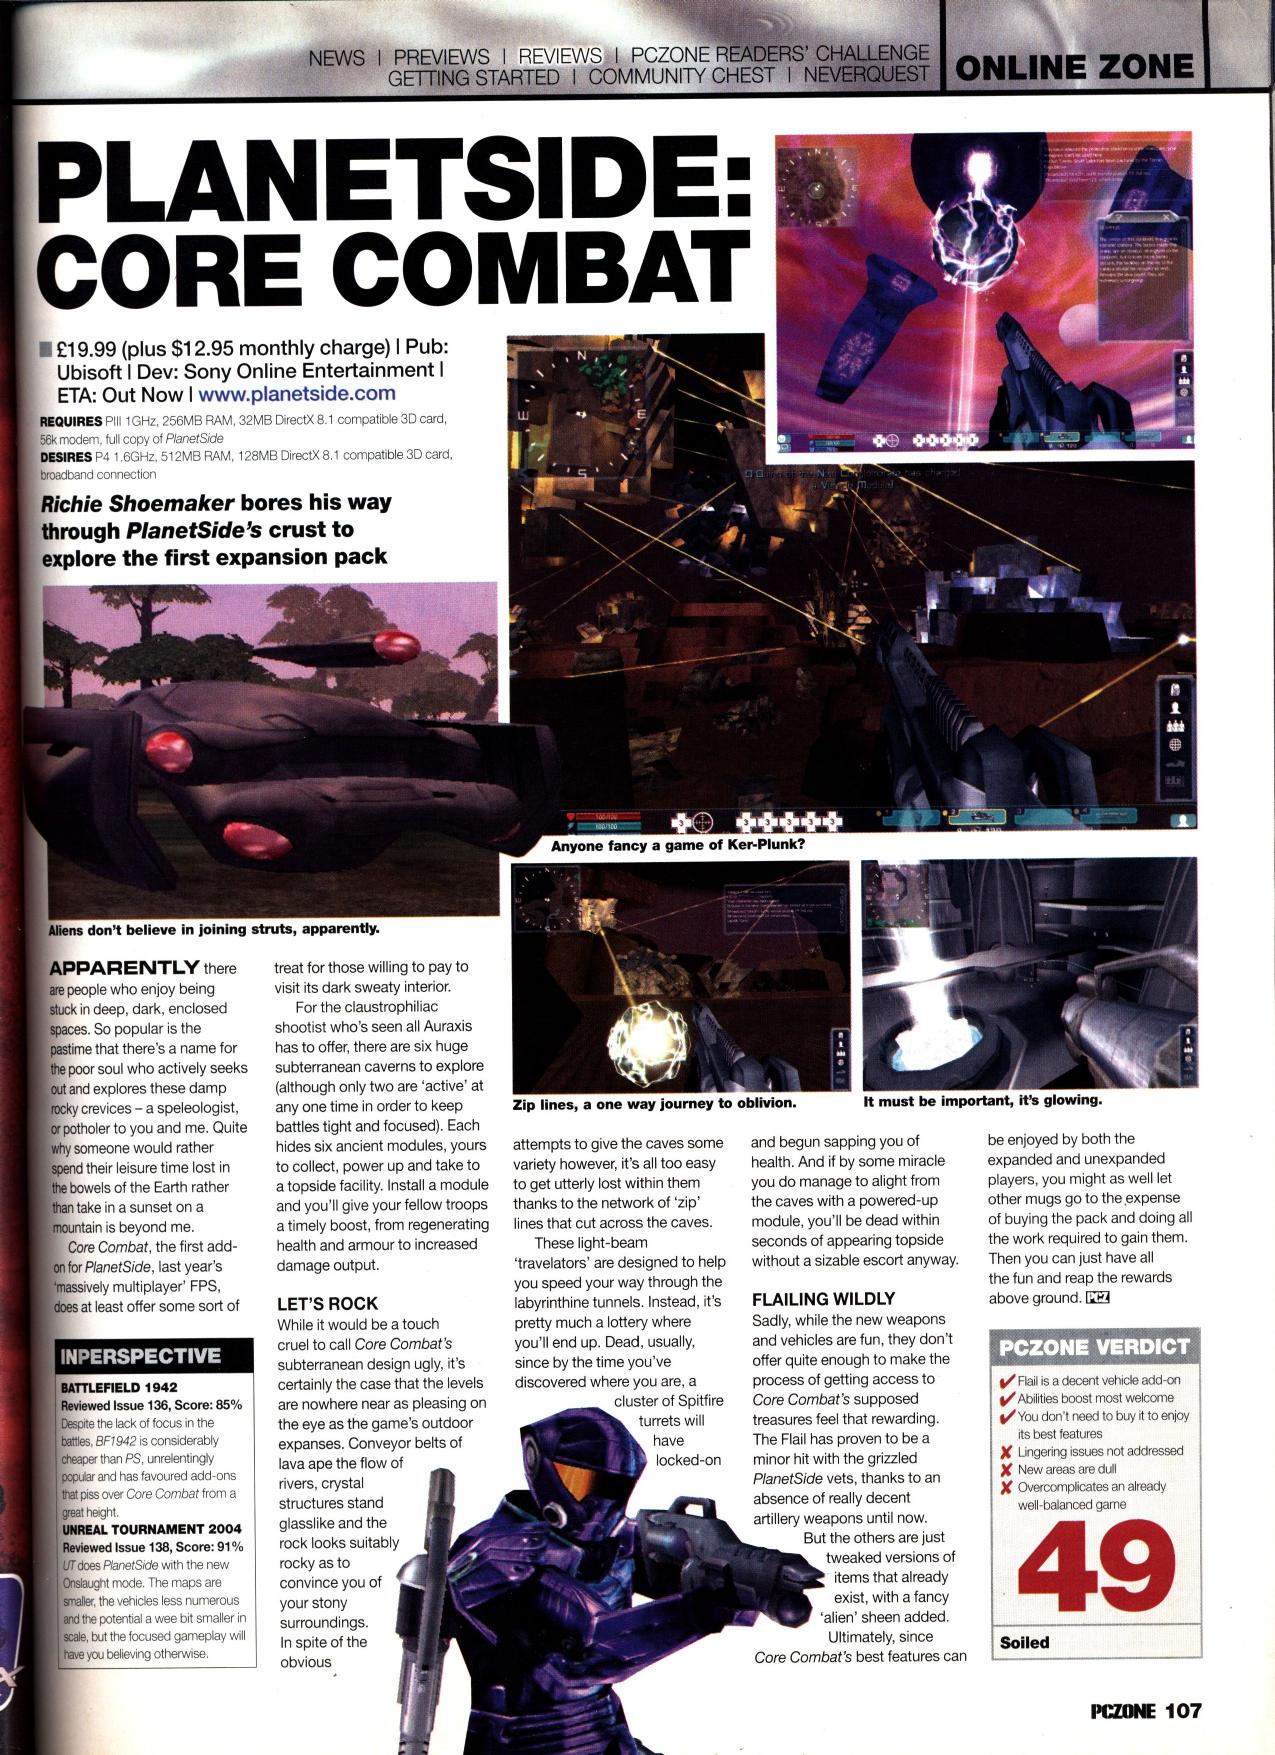 NEWS | PREVIEWS | REVIEWS | PCZONE READERS' CHALLENGE
GETTING STARTED | COMMUNITY CHEST | NEVERQUEST
ONLINE ZONE
PLANETSIDE:
CORE COMBAT
£19.99 (plus $12.95 monthly charge) | Pub:
Ubisoft | Dev: Sony Online Entertainment |
ETA: Out Now | www.planetside.com
REQUIRES PIII 1GHz, 256MB RAM, 32MB DirectX 8.1 compatible 3D card,
56k modem, full copy of PlanetSide
DESIRES P4 1.6GHz, 512MB RAM, 128MB DirectX 8.1 compatible 3D card,
broadband connection
Richie Shoemaker bores his way
through PlanetSide's crust to
explore the first expansion pack
Anyone fancy a game of Ker-Plunk?
Aliens don't believe in joining struts, apparently.
Zip lines, a one way journey to oblivion.
It must be important, it's glowing.
APPARENTLY there
are people who enjoy being
stuck in deep, dark, enclosed
spaces. So popular is the
pastime that there's a name for
the poor soul who actively seeks
out and explores these damp
rocky crevices – a speleologist,
or potholer to you and me. Quite
why someone would rather
spend their leisure time lost in
the bowels of the Earth rather
than take in a sunset on a
mountain is beyond me.
Core Combat, the first add-
on for PlanetSide, last year's
'massively multiplayer' FPS,
does at least offer some sort of
treat for those willing to pay to
visit its dark sweaty interior.
For the claustrophiliac
shootist who's seen all Auraxis
has to offer, there are six huge
subterranean caverns to explore
(although only two are 'active' at
any one time in order to keep
battles tight and focused). Each
hides six ancient modules, yours
to collect, power up and take to
a topside facility. Install a module
and you'll give your fellow troops
a timely boost, from regenerating
health and armour to increased
damage output.
LET'S ROCK
While it would be a touch
cruel to call Core Combat's
subterranean design ugly, it's
certainly the case that the levels
are nowhere near as pleasing on
the eye as the game's outdoor
expanses. Conveyor belts of
lava ape the flow of
rivers, crystal
structures stand
glasslike and the
rock looks suitably
rocky as to
convince you of
your stony
surroundings.
In spite of the
obvious
attempts to give the caves some
variety however, it's all too easy
to get utterly lost within them
thanks to the network of 'zip'
lines that cut across the caves.
These light-beam
'travelators' are designed to help
you speed your way through the
labyrinthine tunnels. Instead, it's
pretty much a lottery where
you'll end up. Dead, usually,
since by the time you've
discovered where you are, a
cluster of Spitfire
turrets will
have
locked-on
and begun sapping you of
health. And if by some miracle
you do manage to alight from
the caves with a powered-up
module, you'll be dead within
seconds of appearing topside
without a sizable escort anyway.
FLAILING WILDLY
Sadly, while the new weapons
and vehicles are fun, they don't
offer quite enough to make the
process of getting access to
Core Combat's supposed
treasures feel that rewarding.
The Flail has proven to be a
minor hit with the grizzled
PlanetSide vets, thanks to an
absence of really decent
artillery weapons until now.
But the others are just
tweaked versions of
items that already
exist, with a fancy
'alien' sheen added.
Ultimately, since
Core Combat's best features can
be enjoyed by both the
expanded and unexpanded
players, you might as well let
other mugs go to the expense
of buying the pack and doing all
the work required to gain them.
Then you can just have all
the fun and reap the rewards
above ground. PCZ
INPERSPECTIVE
BATTLEFIELD 1942
Reviewed Issue 136, Score: 85%
Despite the lack of focus in the
battles, BF1942 is considerably
cheaper than PS, unrelentingly
popular and has favoured add-ons
that piss over Core Combat from a
great height.
UNREAL TOURNAMENT 2004
Reviewed Issue 138, Score: 91%
UT does PlanetSide with the new
Onslaught mode. The maps are
smaller, the vehicles less numerous
and the potential a wee bit smaller in
scale, but the focused gameplay will
have you believing otherwise.
PCZONE VERDICT
✓ Flail is a decent vehicle add-on
✓ Abilities boost most welcome
✓ You don't need to buy it to enjoy
its best features
✗ Lingering issues not addressed
✗ New areas are dull
✗ Overcomplicates an already
well-balanced game
49
Soiled
PCZONE 107